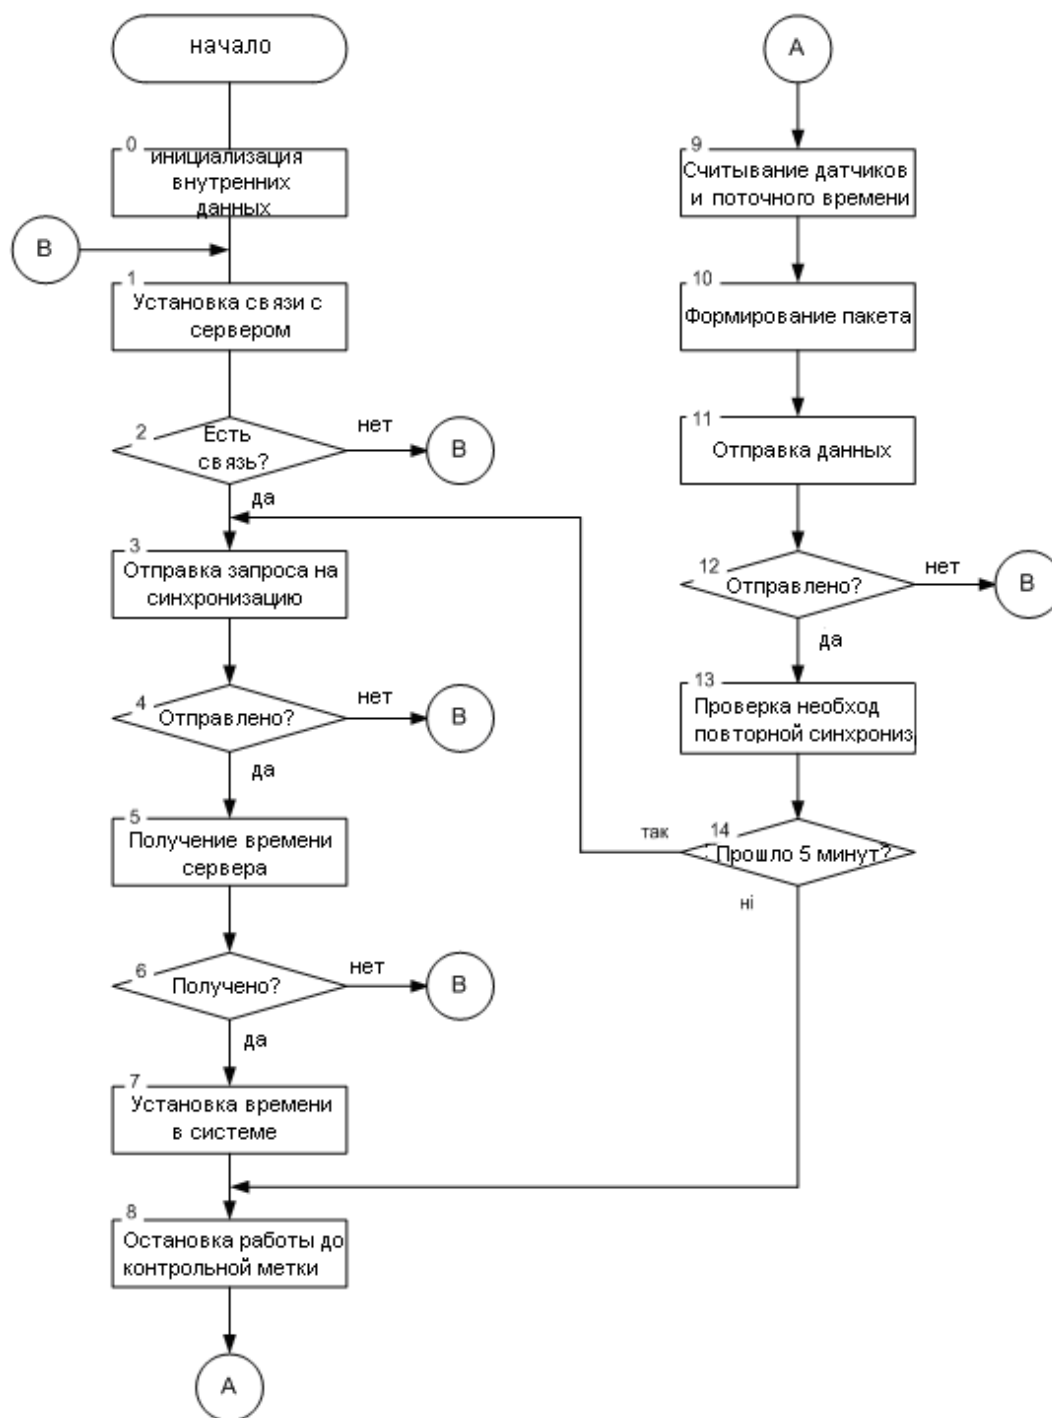 начало
0
инициализация
внутренних
данных
B
1
Установка связи с
сервером
2
Есть
связь?
нет
B
да
3
Отправка запроса на
синхронизацию
4
Отправлено?
нет
B
да
5
Получение времени
сервера
6
Получено?
нет
B
да
7
Установка времени
в системе
8
Остановка работы до
контрольной метки
A
A
9
Считывание датчиков
и поточного времени
10
Формирование пакета
11
Отправка данных
12
Отправлено?
нет
B
да
13
Проверка необход
повторной синхрониз
14
Прошло 5 минут?
так
ні